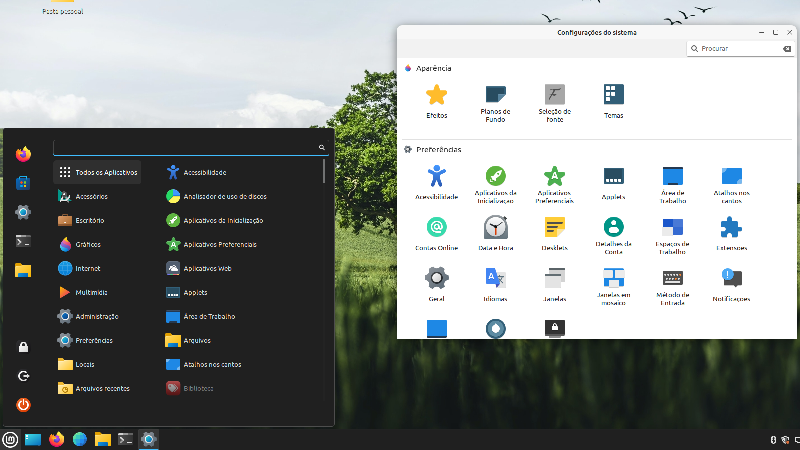 Pasta pessoal
Configurações do sistema
Procurar
Aparência
Efeitos
Planos de
Fundo
Seleção de
fonte
Temas
Preferências
Acessibilidade
Aplicativos da
Inicialização
Aplicativos
Preferenciais
Applets
Área de
Trabalho
Atalhos nos
cantos
Contas Online
Data e Hora
Desklets
Detalhes da
Conta
Espaços de
Trabalho
Extensões
Geral
Idiomas
Janelas
Janelas em
mosaico
Método de
Entrada
Notificações
Todos os Aplicativos
Acessórios
Escritório
Gráficos
Internet
Multimídia
Administração
Preferências
Locais
Arquivos recentes
Acessibilidade
Analisador de uso de discos
Aplicativos da Inicialização
Aplicativos Preferenciais
Aplicativos Web
Applets
Área de Trabalho
Arquivos
Atalhos nos cantos
Biblioteca